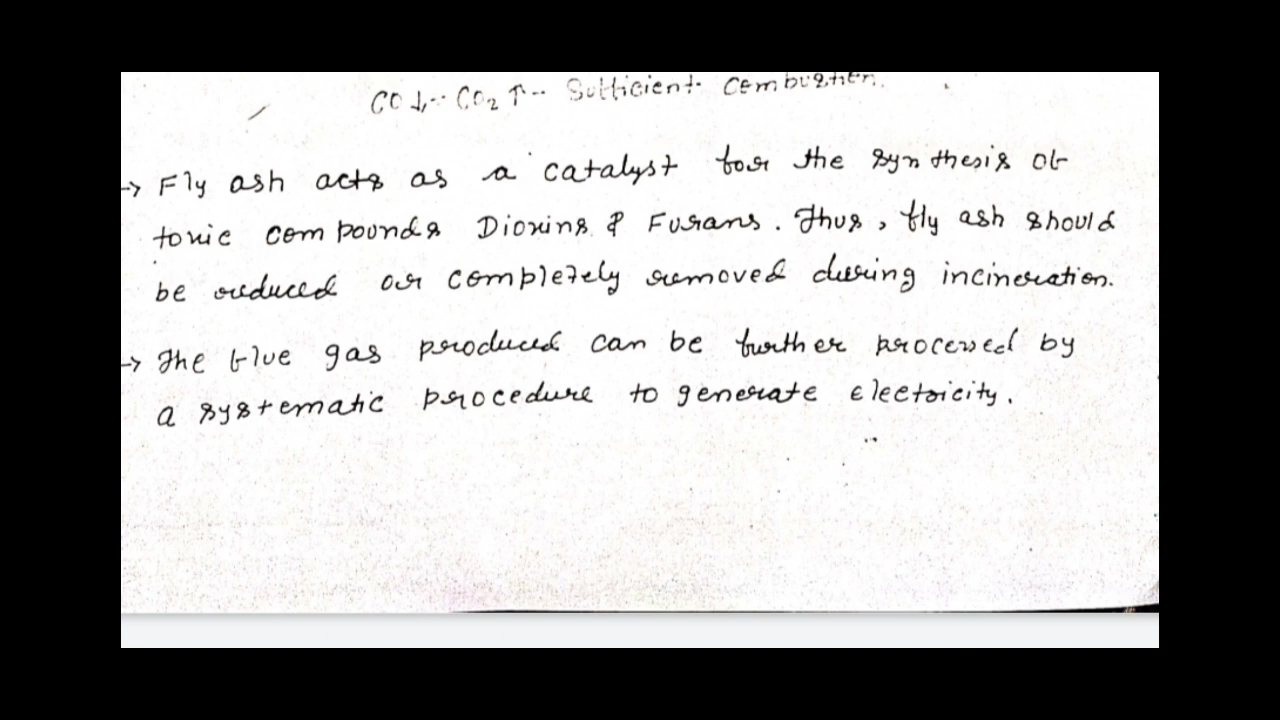 CO ↓-- CO₂ ↑-- Sufficient combustion.
→ Fly ash acts as a catalyst for the synthesis of
toxic compounds Dioxins & Furans. Thus, fly ash should
be reduced or completely removed during incineration.
→ The flue gas produced can be further processed by
a systematic procedure to generate electricity.